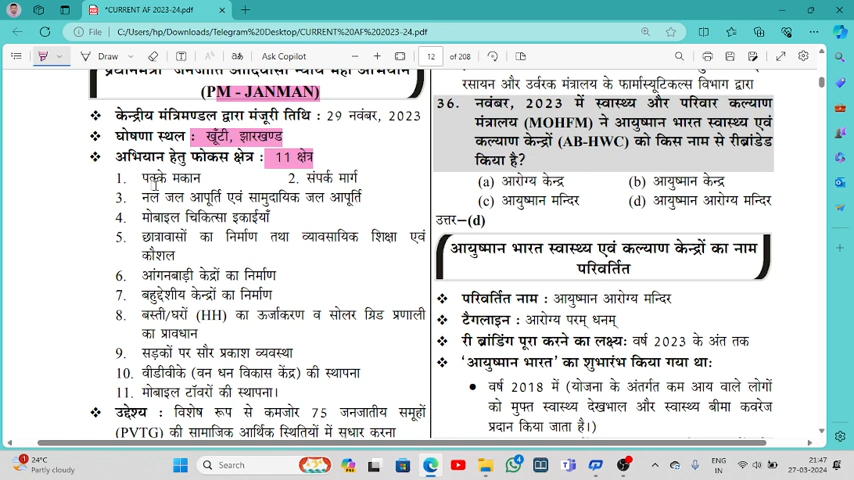 *CURRENT AF 2023-24.pdf
File
C:/Users/hp/Downloads/Telegram%20Desktop/CURRENT%20AF%202023-24.pdf
Draw
Ask Copilot
12 of 208
प्रधानमंत्री जनजाति आदिवासी न्याय महा अभियान
(PM - JANMAN)
केन्द्रीय मंत्रिमण्डल द्वारा मंजूरी तिथि : 29 नवंबर, 2023
घोषणा स्थल : खूँटी, झारखण्ड
अभियान हेतु फोकस क्षेत्र : 11 क्षेत्र
1. पक्के मकान 2. संपर्क मार्ग
3. नल जल आपूर्ति एवं सामुदायिक जल आपूर्ति
4. मोबाइल चिकित्सा इकाईयाँ
5. छात्रावासों का निर्माण तथा व्यावसायिक शिक्षा एवं
कौशल
6. आंगनबाड़ी केद्रों का निर्माण
7. बहुद्देशीय केन्द्रों का निर्माण
8. बस्ती/घरों (HH) का ऊर्जाकरण व सोलर ग्रिड प्रणाली
का प्रावधान
9. सड़कों पर सौर प्रकाश व्यवस्था
10. वीडीवीके (वन धन विकास केंद्र) की स्थापना
11. मोबाइल टॉवरों की स्थापना।
उद्देश्य : विशेष रूप से कमजोर 75 जनजातीय समूहों
(PVTG) की सामाजिक आर्थिक स्थितियों में सुधार करना
रसायन और उर्वरक मंत्रालय के फार्मास्यूटिकल्स विभाग द्वारा
36. नवंबर, 2023 में स्वास्थ्य और परिवार कल्याण
मंत्रालय (MOHFM) ने आयुष्मान भारत स्वास्थ्य एवं
कल्याण केन्द्रों (AB-HWC) को किस नाम से रीब्रांडेड
किया है?
(a) आरोग्य केन्द्र (b) आयुष्मान केन्द्र
(c) आयुष्मान मन्दिर (d) आयुष्मान आरोग्य मन्दिर
उत्तर–(d)
आयुष्मान भारत स्वास्थ्य एवं कल्याण केन्द्रों का नाम
परिवर्तित
परिवर्तित नाम : आयुष्मान आरोग्य मन्दिर
टैगलाइन : आरोग्य परम् धनम्
री ब्रांडिंग पूरा करने का लक्ष्य: वर्ष 2023 के अंत तक
'आयुष्मान भारत' का शुभारंभ किया गया था:
वर्ष 2018 में (योजना के अंतर्गत कम आय वाले लोगों
को मुफ्त स्वास्थ्य देखभाल और स्वास्थ्य बीमा कवरेज
प्रदान किया जाता है।)
24°C
Partly cloudy
Search
ENG
IN
21:47
27-03-2024